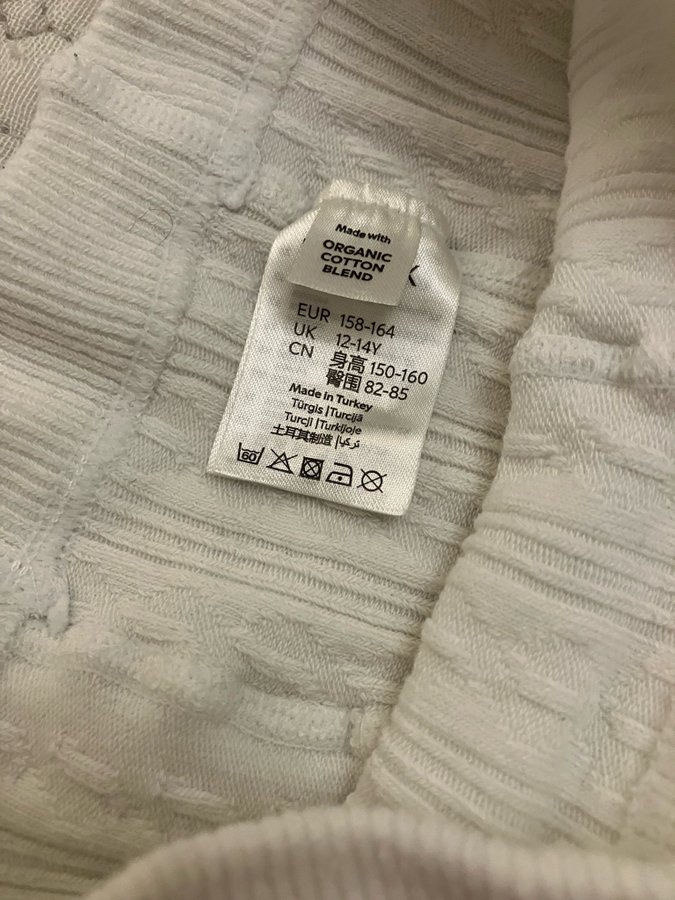 Made with
ORGANIC
COTTON
BLEND
K
EUR 158-164
UK 12-14Y
CN 身高 150-160
臀围 82-85
Made in Turkey
Türgis |Turcijā
Turcji |Turkijoje
土耳其制造 |تركيا
60